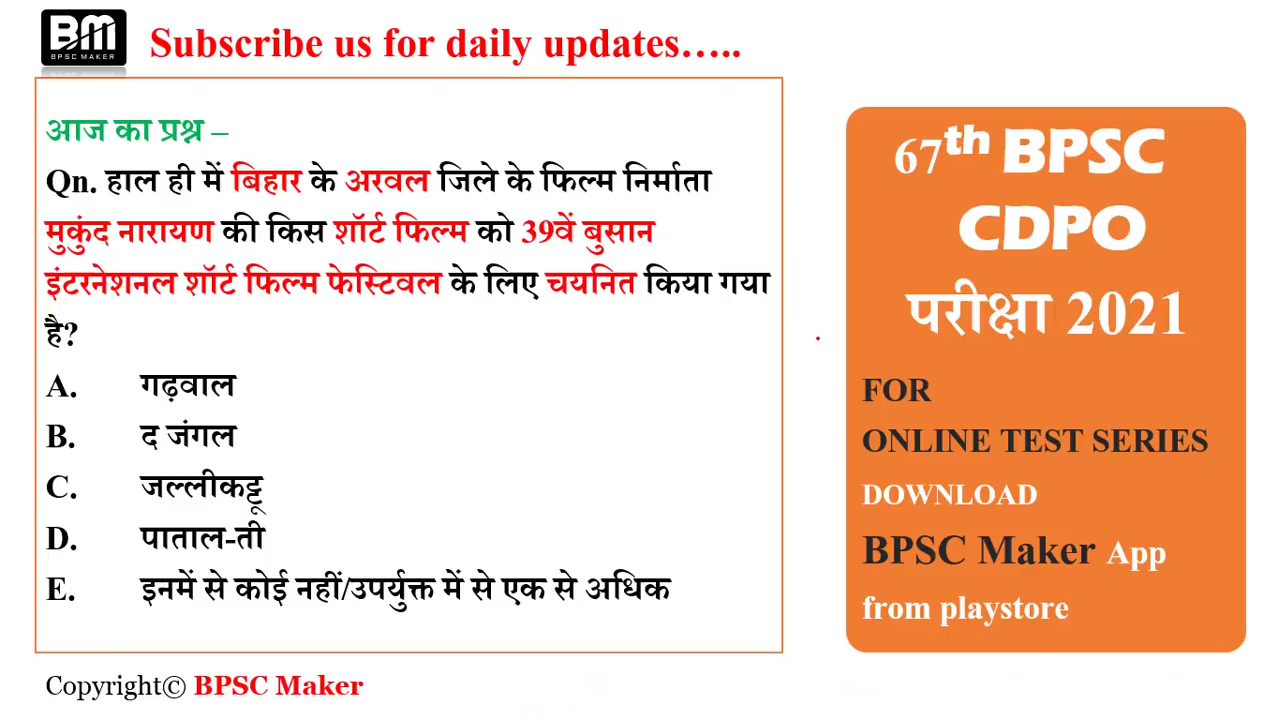 BM
BPSC MAKER
Subscribe us for daily updates…..
आज का प्रश्न –
Qn. हाल ही में बिहार के अरवल जिले के फिल्म निर्माता
मुकुंद नारायण की किस शॉर्ट फिल्म को 39वें बुसान
इंटरनेशनल शॉर्ट फिल्म फेस्टिवल के लिए चयनित किया गया
है?
A. गढ़वाल
B. द जंगल
C. जल्लीकट्टू
D. पाताल-ती
E. इनमें से कोई नहीं/उपर्युक्त में से एक से अधिक
Copyright© BPSC Maker
67th BPSC
CDPO
परीक्षा 2021
FOR
ONLINE TEST SERIES
DOWNLOAD
BPSC Maker App
from playstore